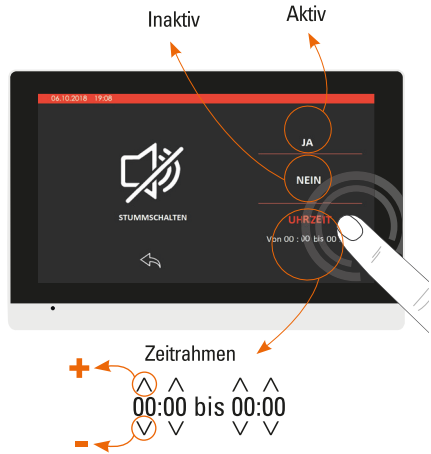 Inaktiv
Aktiv
06.10.2018 19:08
JA
NEIN
STUMMSCHALTEN
UHRZEIT
Von 00 : 00 bis 00
Zeitrahmen
+
00:00 bis 00:00
-